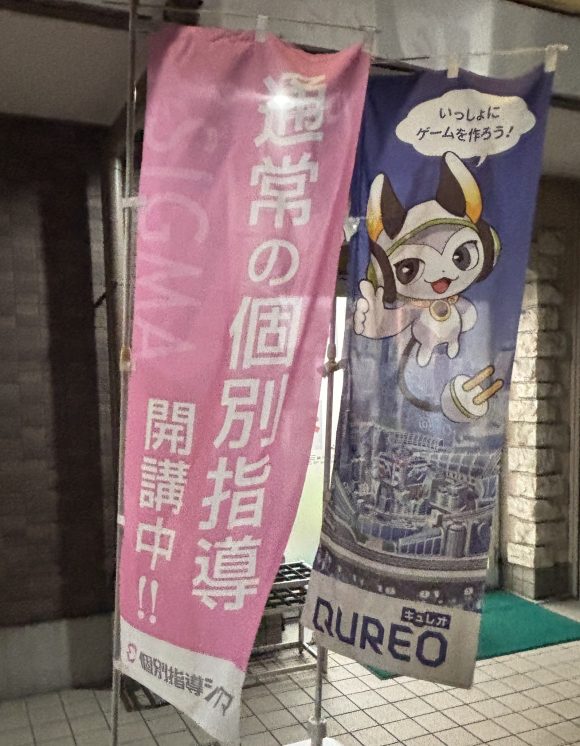 通常の個別指導
開講中!!
SIGMA
個別指導シグマ
いっしょに
ゲームを作ろう!
キュレオ
QUREO